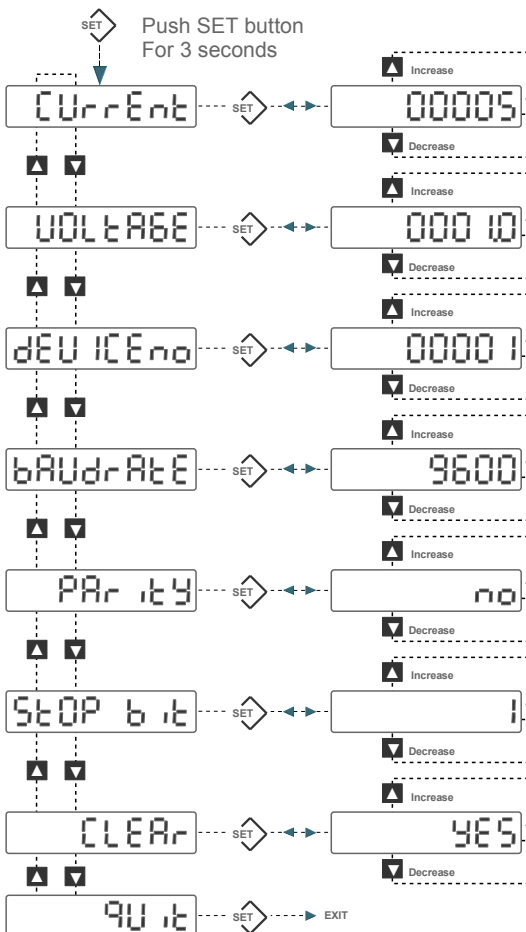 SET Push SET button
For 3 seconds
Increase
CUrrEnt SET 00005
Decrease
Increase
VOLtAGE SET 0001.0
Decrease
Increase
dEVICEno SET 00001
Decrease
Increase
bAUdrAtE SET 9600
Decrease
Increase
PArity SET no
Decrease
Increase
StOP bit SET 1
Decrease
Increase
CLEAr SET YES
Decrease
qUit SET EXIT